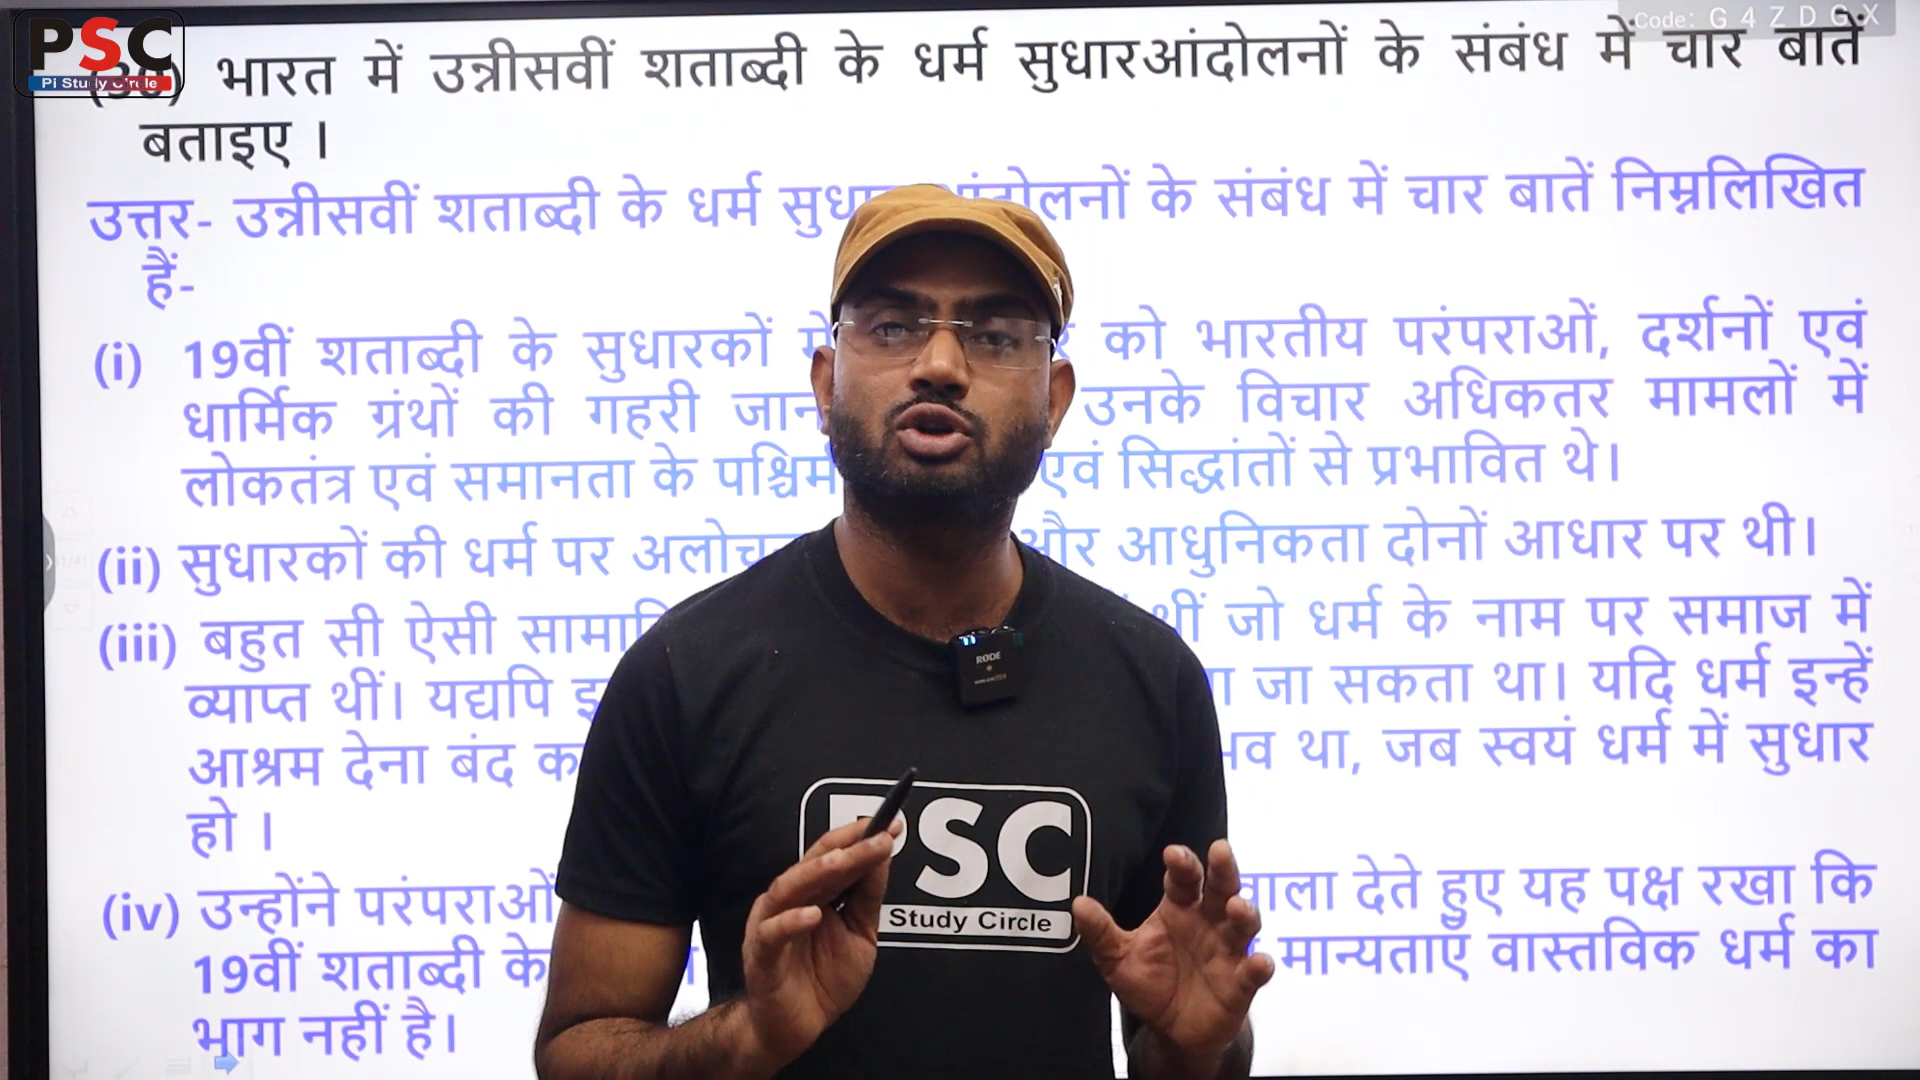 PSC
Pi Study Circle
Code: G 4 Z D G X
(30) भारत में उन्नीसवीं शताब्दी के धर्म सुधारआंदोलनों के संबंध में चार बातें
बताइए ।
उत्तर- उन्नीसवीं शताब्दी के धर्म के संबंध में चार बातें निम्नलिखित
हैं-
(i) 19वीं शताब्दी के सुधारकों को भारतीय परंपराओं, दर्शनों एवं
धार्मिक ग्रंथों की गहरी उनके विचार अधिकतर मामलों में
लोकतंत्र एवं समानता के एवं सिद्धांतों से प्रभावित थे।
(ii) सुधारकों की धर्म पर और आधुनिकता दोनों आधार पर थी।
(iii) बहुत सी ऐसी थीं जो धर्म के नाम पर समाज में
व्याप्त थीं। यद्यपि जा सकता था। यदि धर्म इन्हें
आश्रम देना बंद था, जब स्वयं धर्म में सुधार
हो ।
(iv) उन्होंने परंपराओं देते हुए यह पक्ष रखा कि
19वीं शताब्दी के मान्यताएं वास्तविक धर्म का
भाग नहीं है।
RODE
PSC
Study Circle